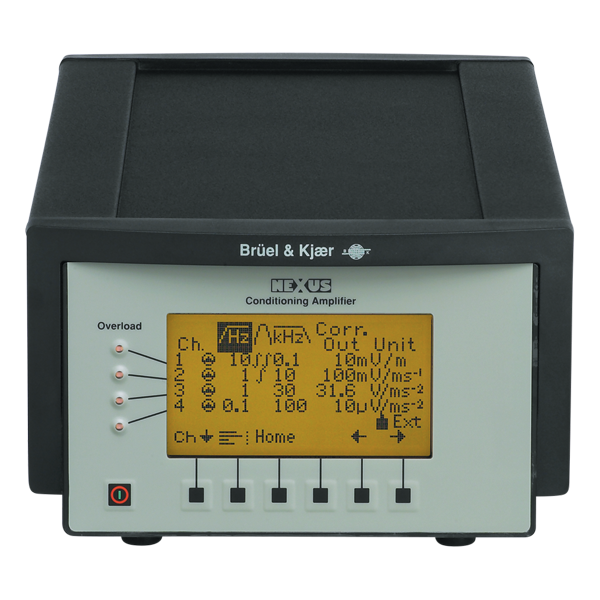 Brüel & Kjær
NEXUS
Conditioning Amplifier
Overload
Corr.
Ch. Hz kHz Out Unit
1 10∫∫0.1 10mV/m
2 1∫ 10 100mV/ms⁻¹
3 1 30 31.6 V/ms⁻²
4 0.1 100 10µV/ms⁻²
Ext
Ch Home